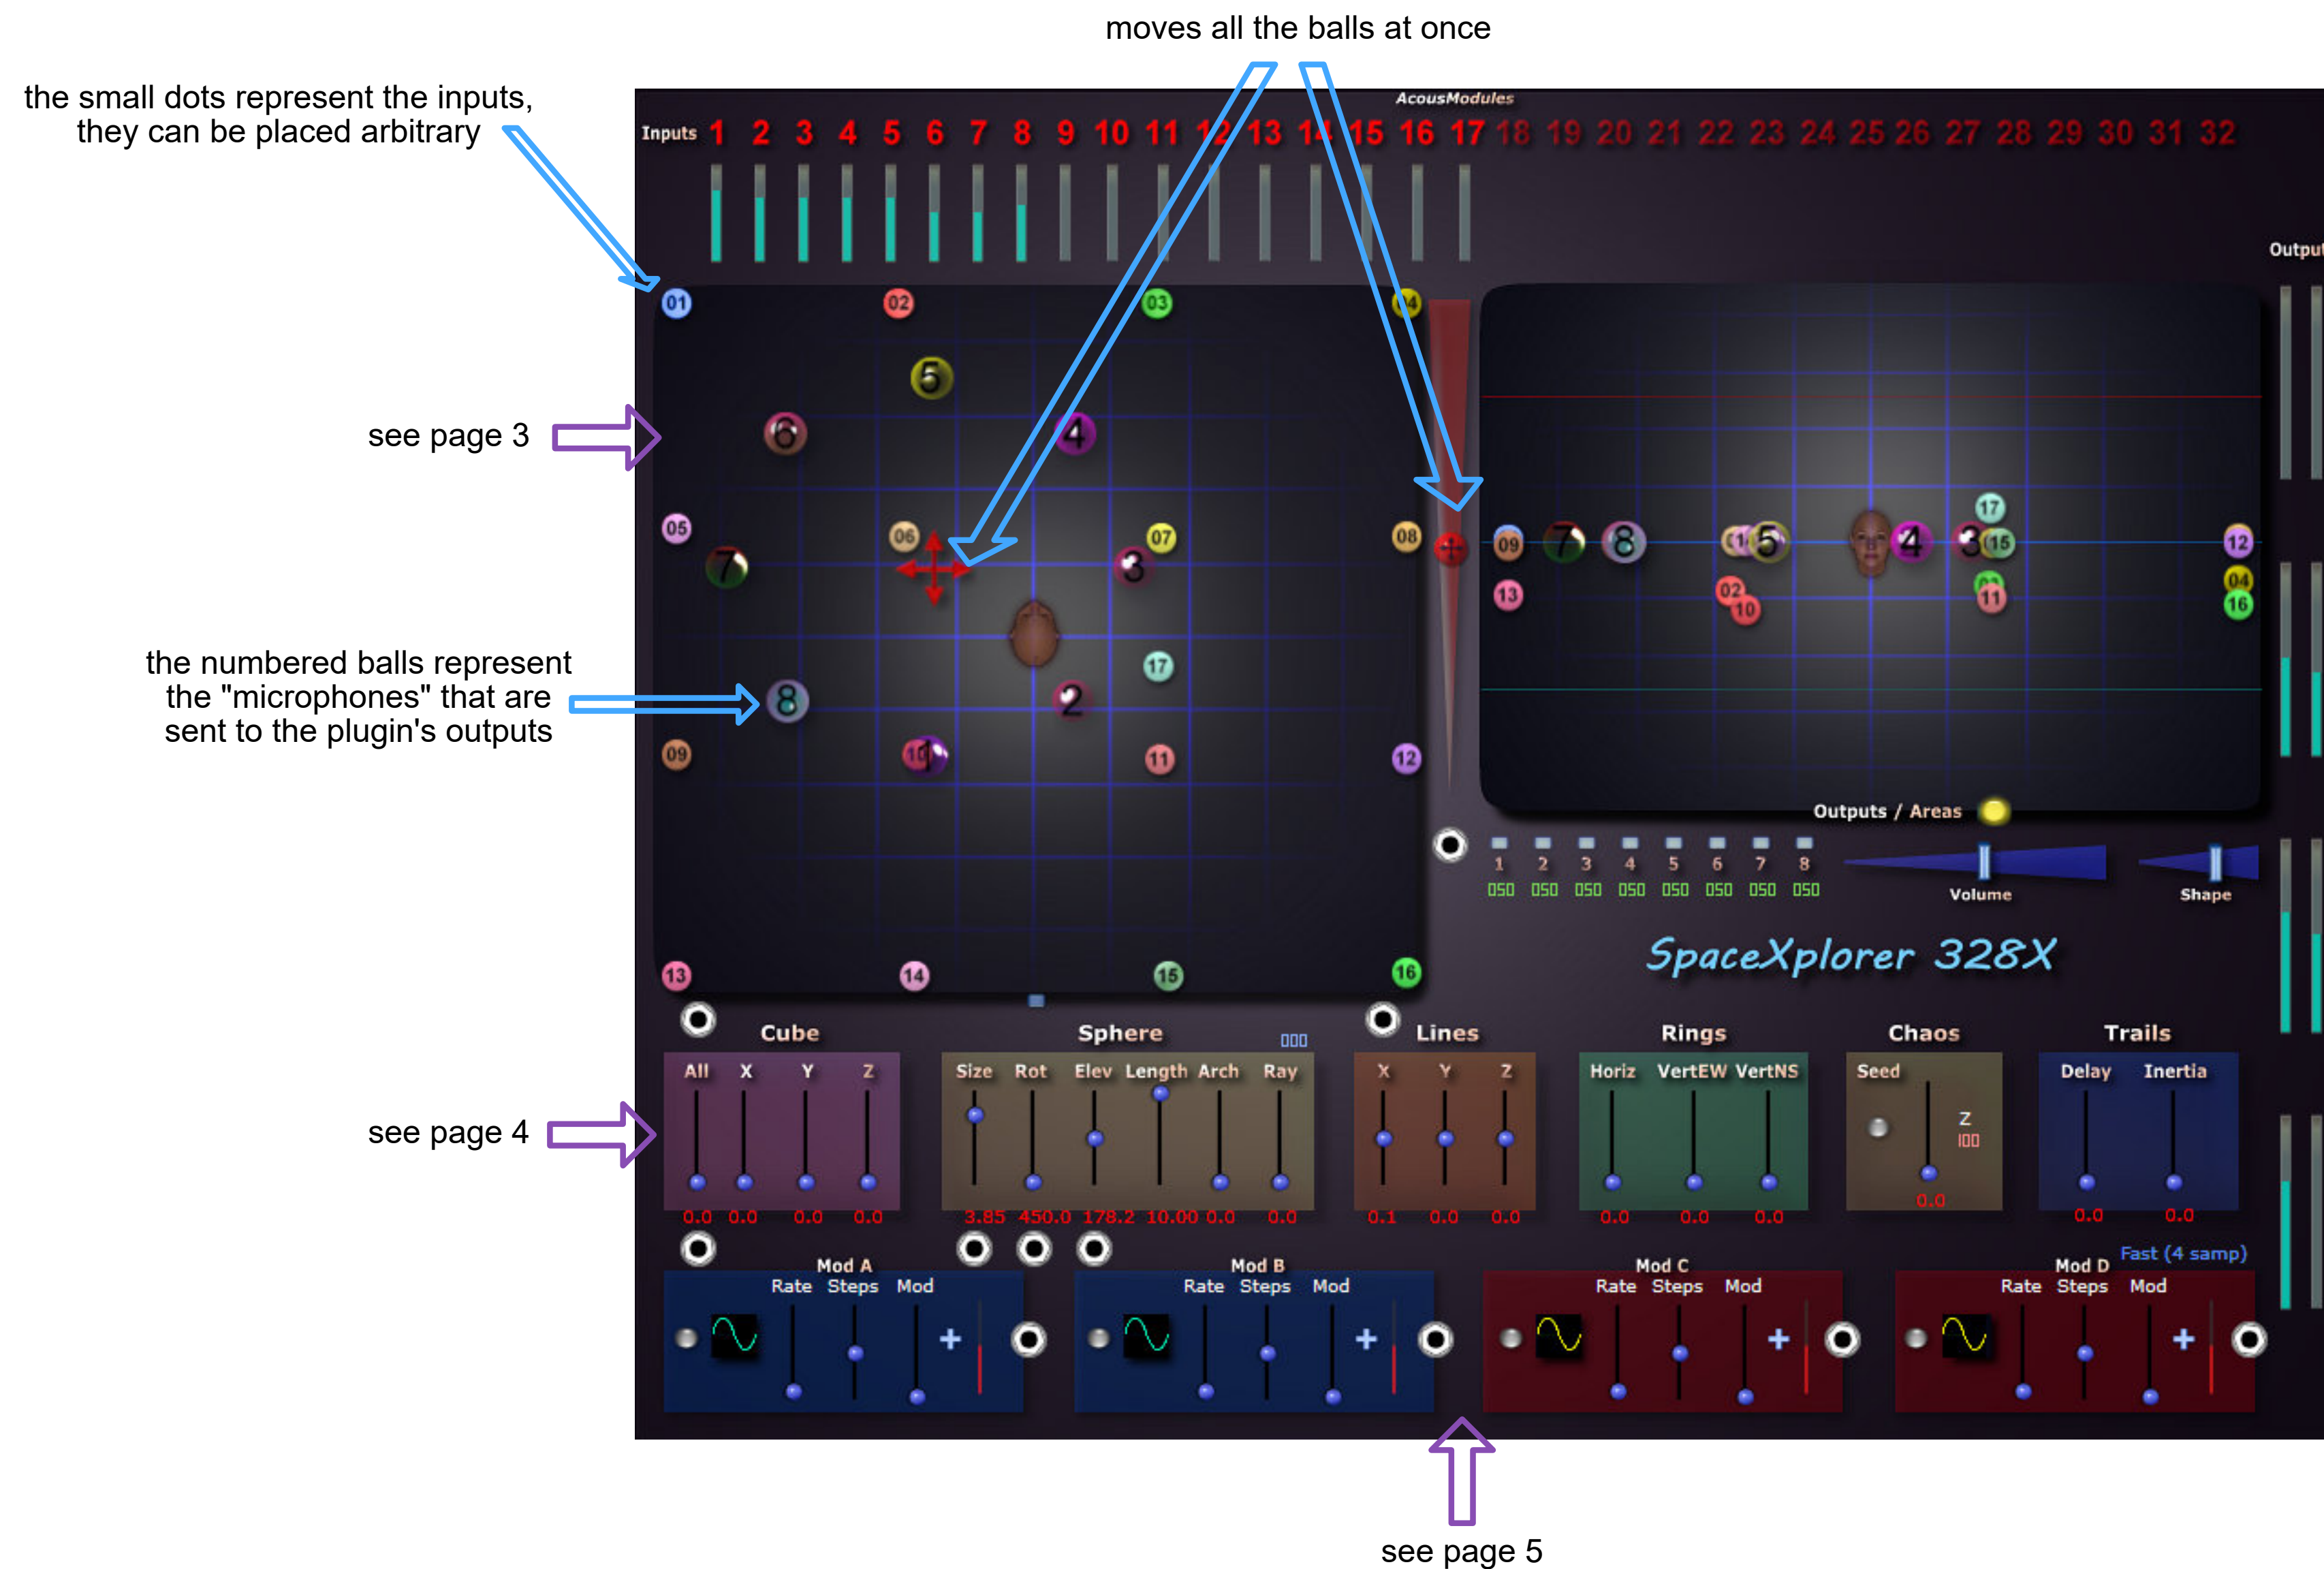 moves all the balls at once
the small dots represent the inputs,
they can be placed arbitrary
AcousModules
Inputs 1 2 3 4 5 6 7 8 9 10 11 12 13 14 15 16 17 18 19 20 21 22 23 24 25 26 27 28 29 30 31 32
Output
01 02 03 04
5
see page 3
6 4
05 06 07 08
7 3
17
09 7 8 5 4 3 15 12
13 02 10 11 04 16
the numbered balls represent
the "microphones" that are
sent to the plugin's outputs
17
8 2
09 10 1 11 12
Outputs / Areas
1 2 3 4 5 6 7 8
050 050 050 050 050 050 050 050
Volume Shape
SpaceXplorer 328X
13 14 15 16
Cube Sphere 000 Lines Rings Chaos Trails
All X Y Z Size Rot Elev Length Arch Ray X Y Z Horiz VertEW VertNS Seed Delay Inertia
Z
100
see page 4
0.0 0.0 0.0 0.0 3.85 450.0 178.2 10.00 0.0 0.0 0.1 0.0 0.0 0.0 0.0 0.0 0.0 0.0 0.0
Fast (4 samp)
Mod A Mod B Mod C Mod D
Rate Steps Mod Rate Steps Mod Rate Steps Mod Rate Steps Mod
+ + + +
see page 5